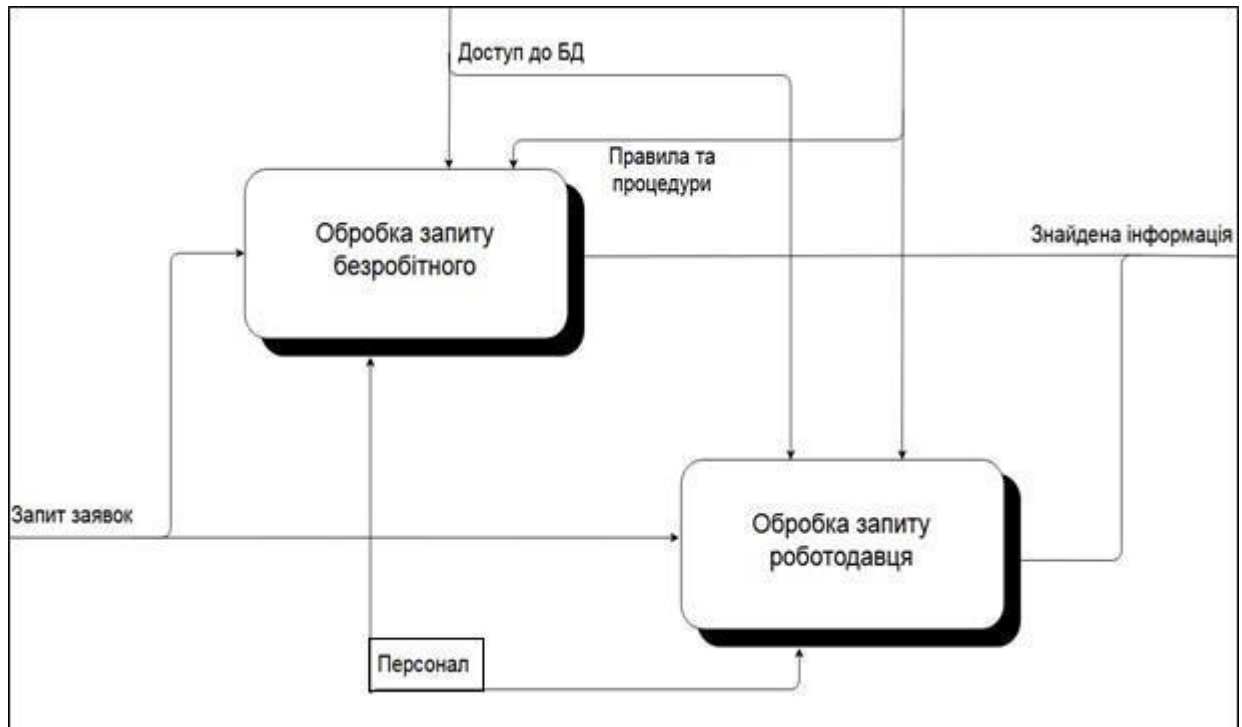 Доступ до БД
Правила та
процедури
Обробка запиту
безробітного
Знайдена інформація
Запит заявок
Обробка запиту
роботодавця
Персонал